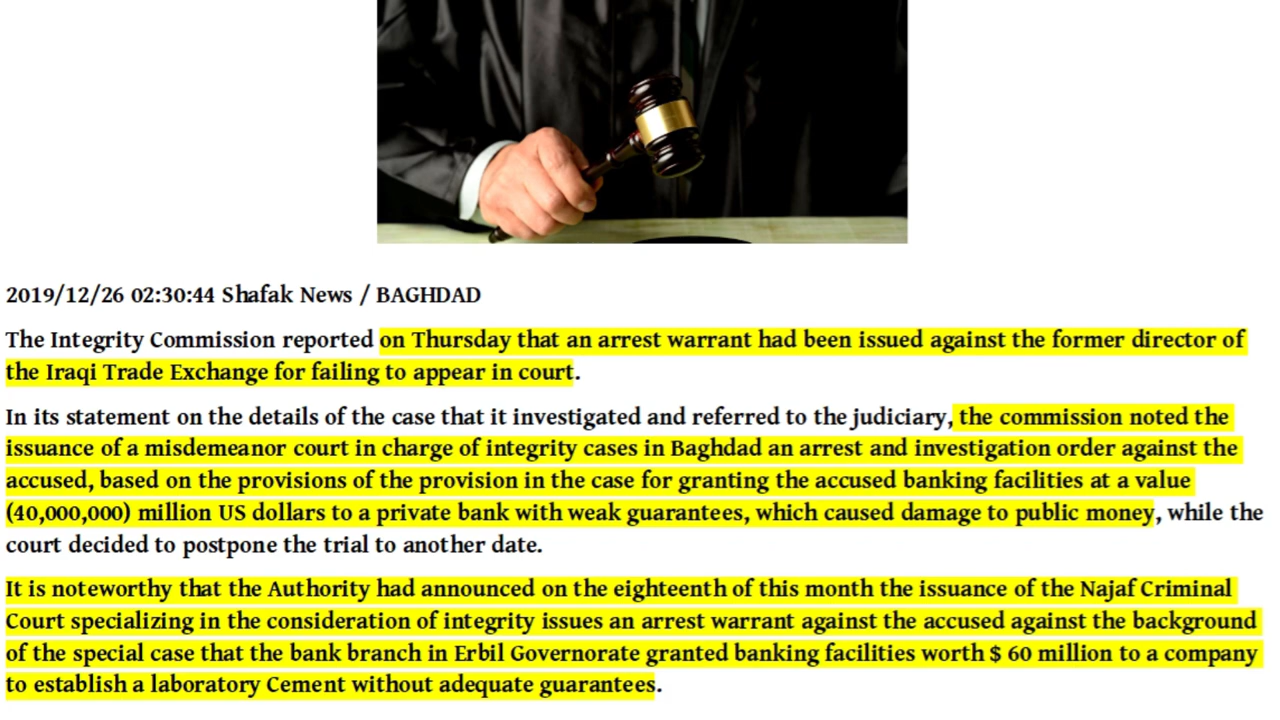 2019/12/26 02:30:44 Shafak News / BAGHDAD
The Integrity Commission reported on Thursday that an arrest warrant had been issued against the former director of
the Iraqi Trade Exchange for failing to appear in court.
In its statement on the details of the case that it investigated and referred to the judiciary, the commission noted the
issuance of a misdemeanor court in charge of integrity cases in Baghdad an arrest and investigation order against the
accused, based on the provisions of the provision in the case for granting the accused banking facilities at a value
(40,000,000) million US dollars to a private bank with weak guarantees, which caused damage to public money, while the
court decided to postpone the trial to another date.
It is noteworthy that the Authority had announced on the eighteenth of this month the issuance of the Najaf Criminal
Court specializing in the consideration of integrity issues an arrest warrant against the accused against the background
of the special case that the bank branch in Erbil Governorate granted banking facilities worth $ 60 million to a company
to establish a laboratory Cement without adequate guarantees.